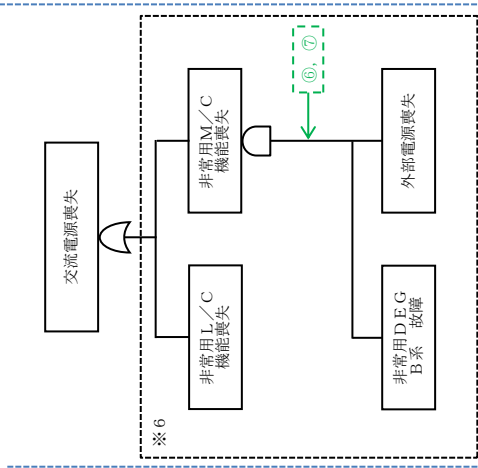 ※6
交流電源喪失
非常用L/C
機能喪失
非常用M/C
機能喪失
⑥, ⑦
非常用DEG
B系 故障
外部電源喪失